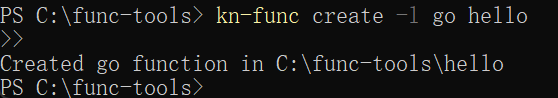 PS C:\func-tools> kn-func create -l go hello
>>
Created go function in C:\func-tools\hello
PS C:\func-tools>